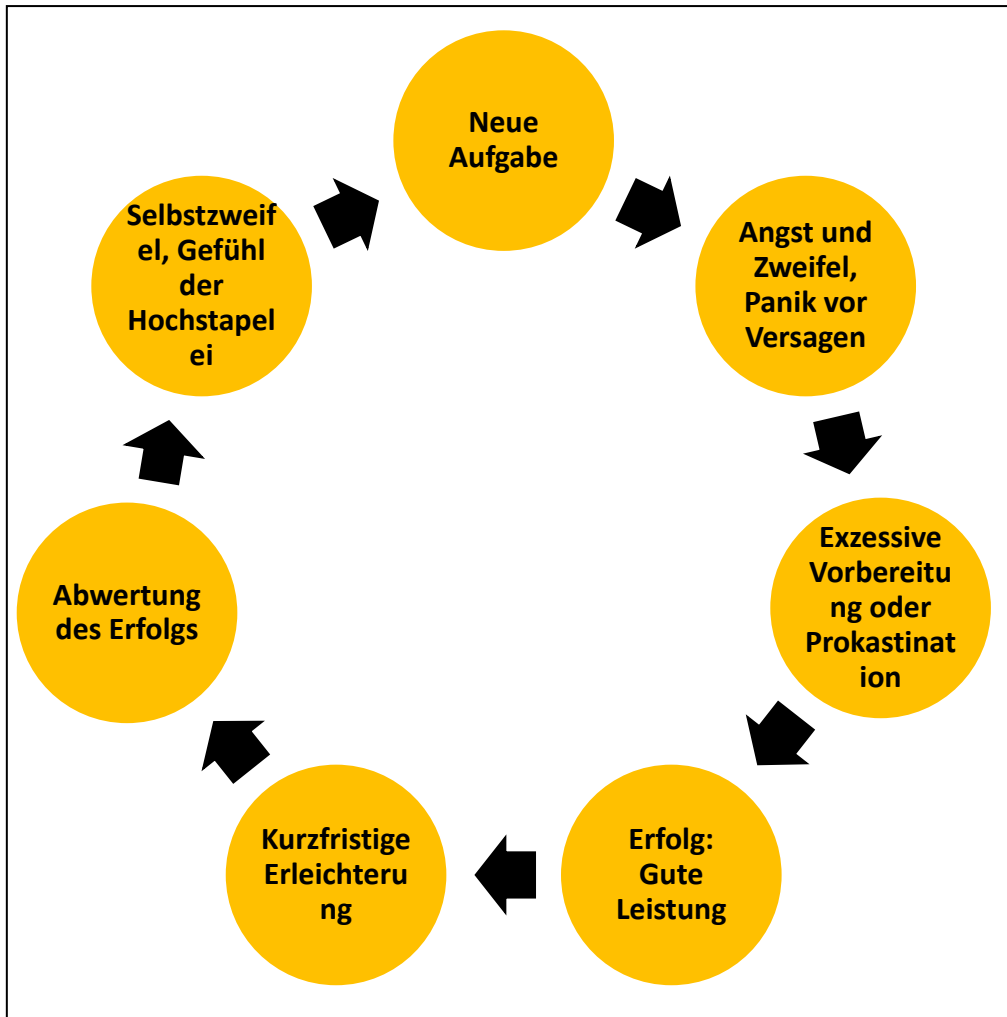 Neue
Aufgabe
Angst und
Zweifel,
Panik vor
Versagen
Exzessive
Vorbereitu
ng oder
Prokastinat
ion
Erfolg:
Gute
Leistung
Kurzfristige
Erleichteru
ng
Abwertung
des Erfolgs
Selbstzweif
el, Gefühl
der
Hochstapel
ei